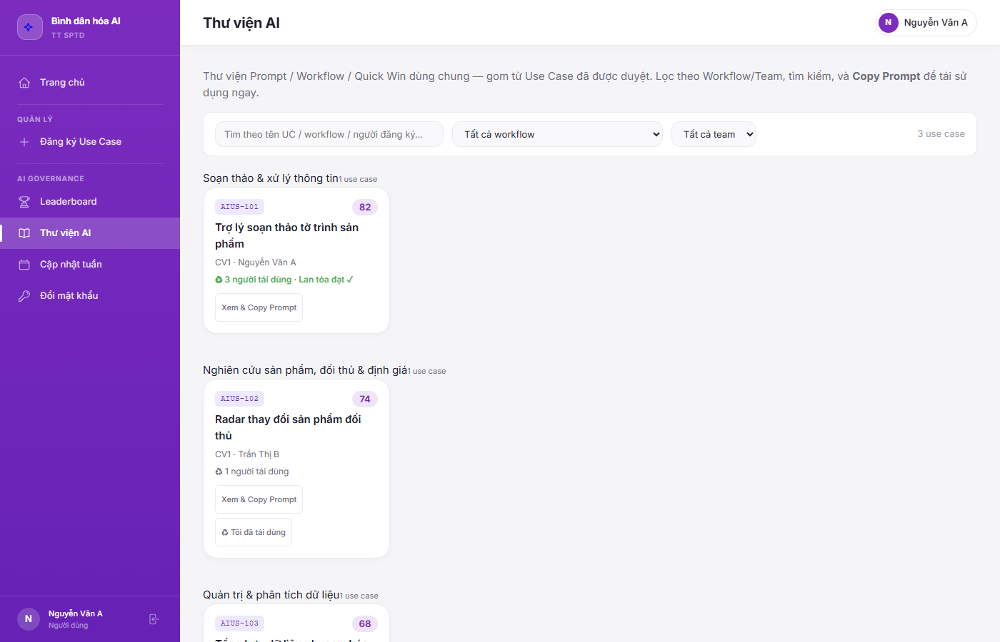 Bình dân hóa AI
TT SPTD
Trang chủ
QUẢN LÝ
Đăng ký Use Case
AI GOVERNANCE
Leaderboard
Thư viện AI
Cập nhật tuần
Đổi mật khẩu
N
Nguyễn Văn A
Người dùng
Thư viện AI
N
Nguyễn Văn A
Thư viện Prompt / Workflow / Quick Win dùng chung — gom từ Use Case đã được duyệt. Lọc theo Workflow/Team, tìm kiếm, và Copy Prompt để tái sử
dụng ngay.
Tìm theo tên UC / workflow / người đăng ký...
Tất cả workflow
Tất cả team
3 use case
Soạn thảo & xử lý thông tin1 use case
AIUS-101
82
Trợ lý soạn thảo tờ trình sản
phẩm
CV1 · Nguyễn Văn A
♻ 3 người tái dùng · Lan tỏa đạt ✓
Xem & Copy Prompt
Nghiên cứu sản phẩm, đối thủ & định giá1 use case
AIUS-102
74
Radar thay đổi sản phẩm đối
thủ
CV1 · Trần Thị B
♻ 1 người tái dùng
Xem & Copy Prompt
♻ Tôi đã tái dùng
Quản trị & phân tích dữ liệu1 use case
AIUS-103
68